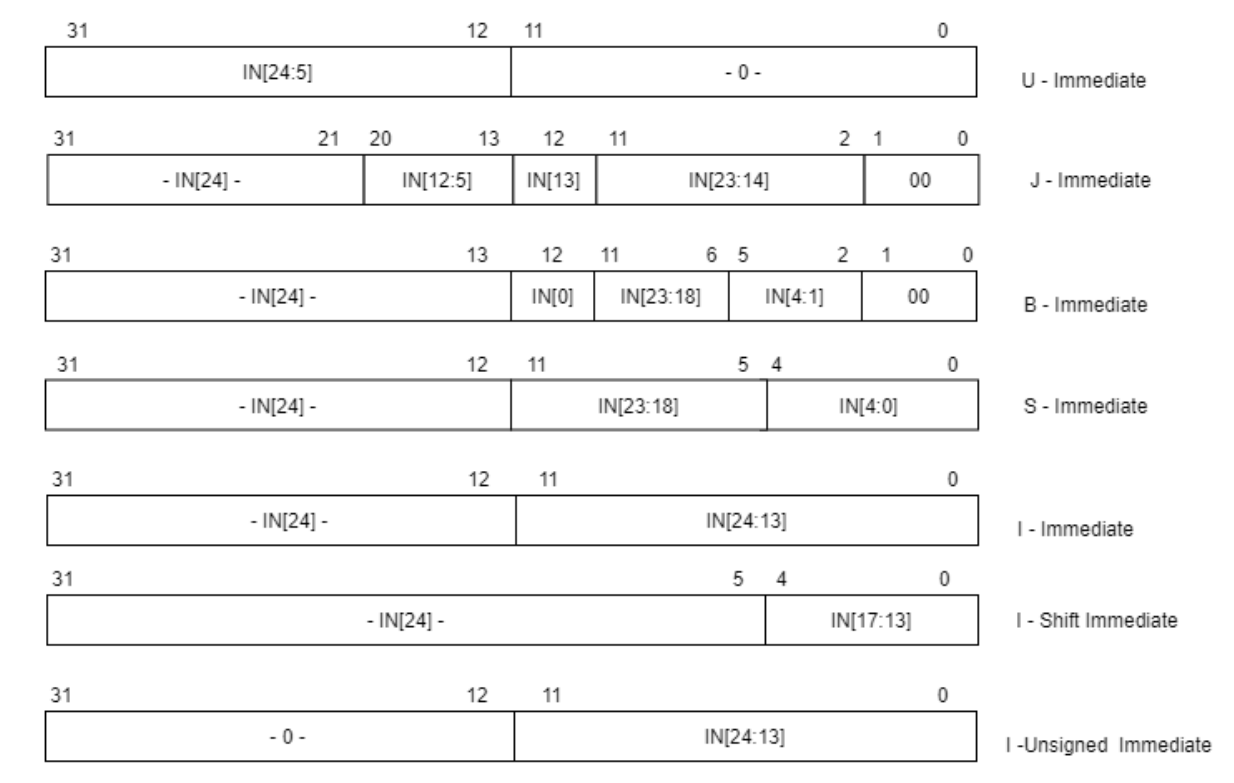 31 12 11 0
IN[24:5] - 0 - U - Immediate
31 21 20 13 12 11 2 1 0
- IN[24] - IN[12:5] IN[13] IN[23:14] 00 J - Immediate
31 13 12 11 6 5 2 1 0
- IN[24] - IN[0] IN[23:18] IN[4:1] 00 B - Immediate
31 12 11 5 4 0
- IN[24] - IN[23:18] IN[4:0] S - Immediate
31 12 11 0
- IN[24] - IN[24:13] I - Immediate
31 5 4 0
- IN[24] - IN[17:13] I - Shift Immediate
31 12 11 0
- 0 - IN[24:13] I -Unsigned Immediate